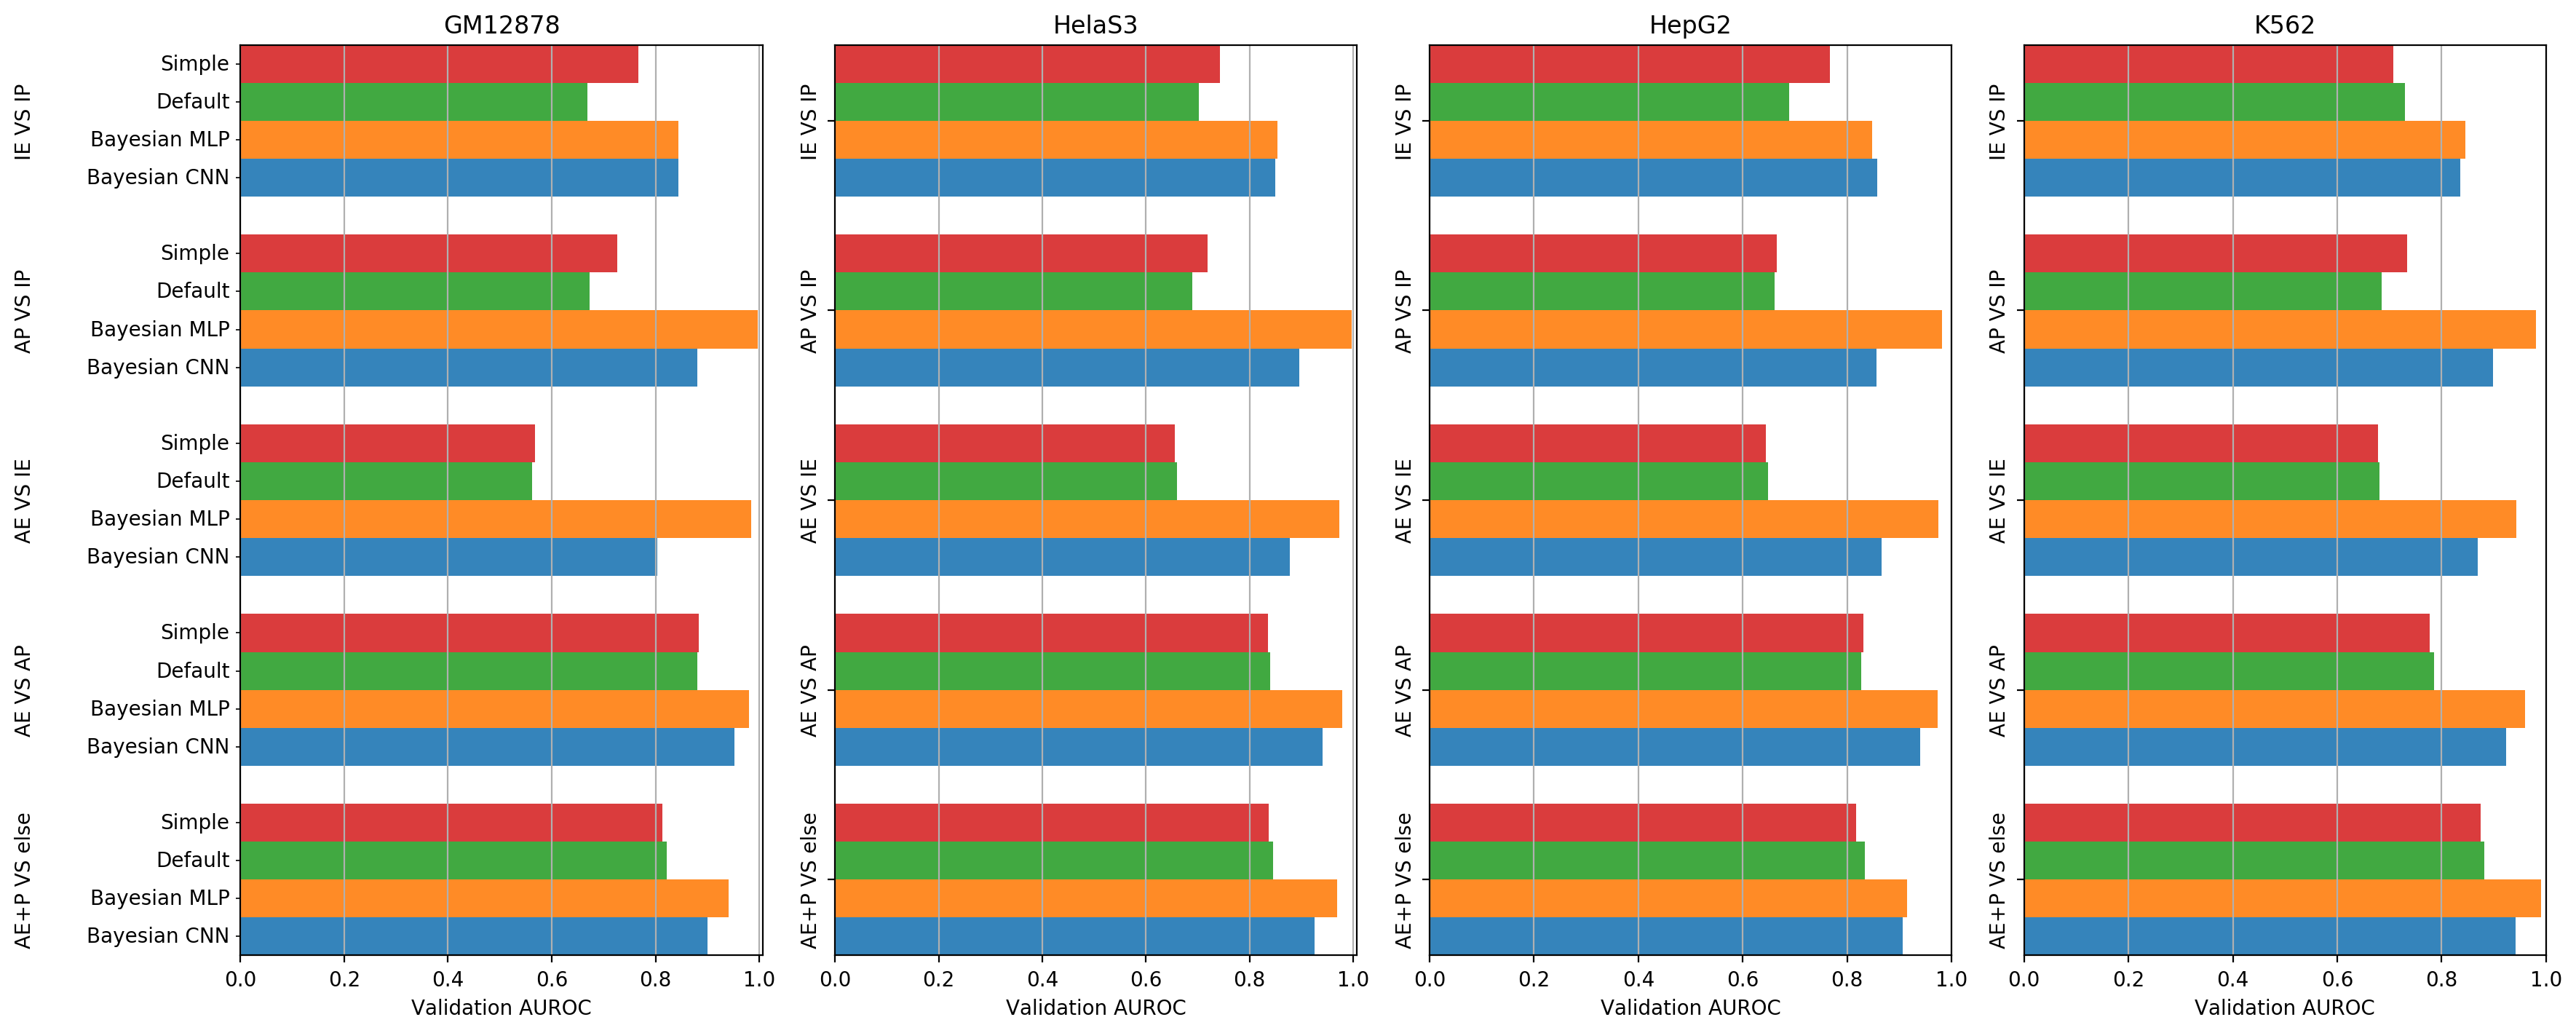 GM12878
HelaS3
HepG2
K562
IE VS IP
Simple
Default
Bayesian MLP
Bayesian CNN
AP VS IP
Simple
Default
Bayesian MLP
Bayesian CNN
AE VS IE
Simple
Default
Bayesian MLP
Bayesian CNN
AE VS AP
Simple
Default
Bayesian MLP
Bayesian CNN
AE+P VS else
Simple
Default
Bayesian MLP
Bayesian CNN
0.0 0.2 0.4 0.6 0.8 1.0
Validation AUROC
IE VS IP
AP VS IP
AE VS IE
AE VS AP
AE+P VS else
0.0 0.2 0.4 0.6 0.8 1.0
Validation AUROC
IE VS IP
AP VS IP
AE VS IE
AE VS AP
AE+P VS else
0.0 0.2 0.4 0.6 0.8 1.0
Validation AUROC
IE VS IP
AP VS IP
AE VS IE
AE VS AP
AE+P VS else
0.0 0.2 0.4 0.6 0.8 1.0
Validation AUROC